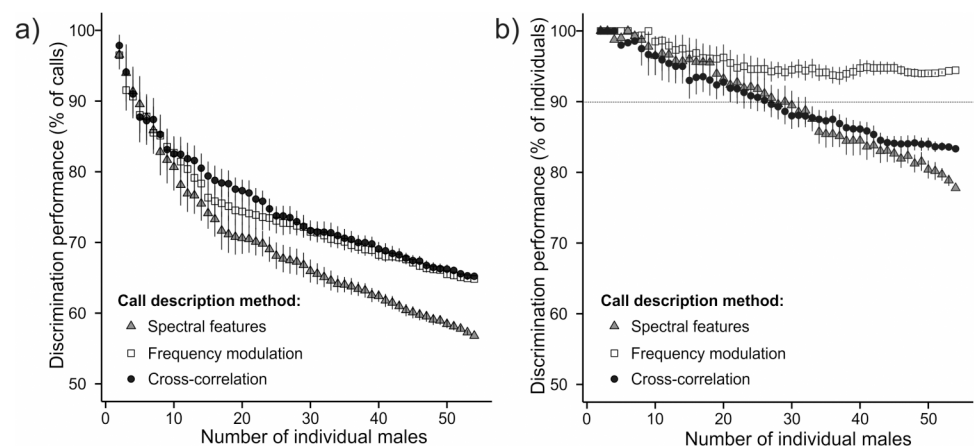 a)
Discrimination performance (% of calls)
100
90
80
70
60
50
Call description method:
Spectral features
Frequency modulation
Cross-correlation
0 10 20 30 40 50
Number of individual males
b)
Discrimination performance (% of individuals)
100
90
80
70
60
50
Call description method:
Spectral features
Frequency modulation
Cross-correlation
0 10 20 30 40 50
Number of individual males